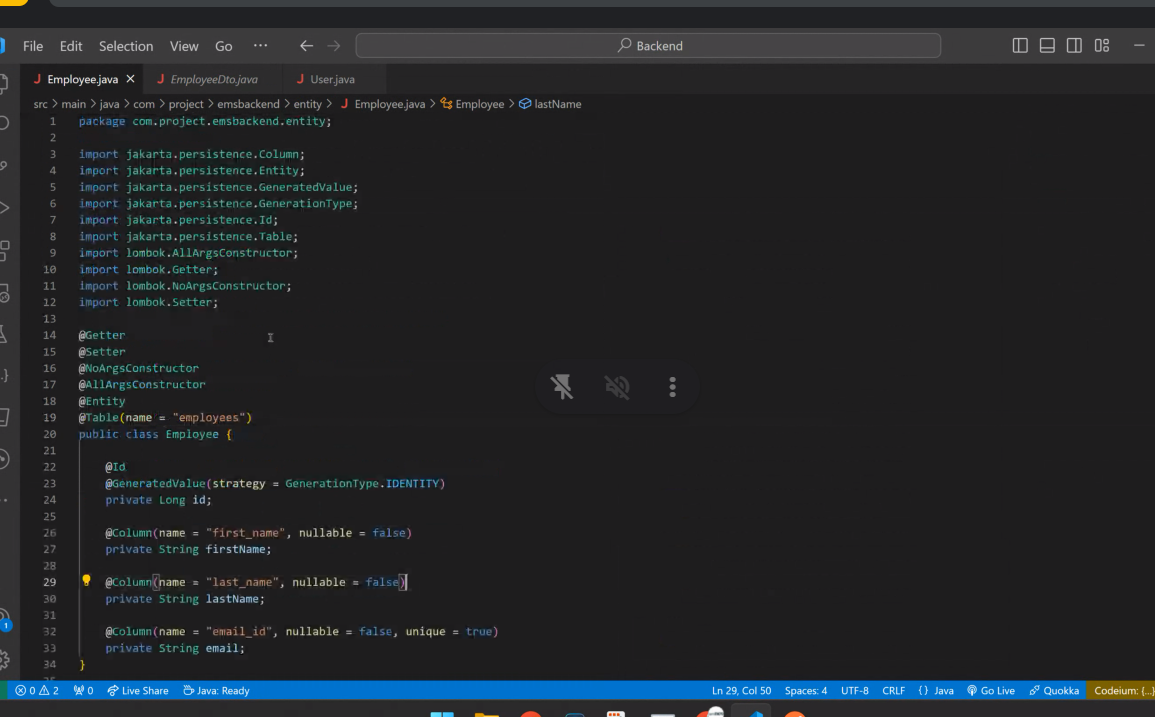 File Edit Selection View Go ··· ← → Backend
J Employee.java × J EmployeeDto.java J User.java
src > main > java > com > project > emsbackend > entity > J Employee.java > Employee > lastName
1 package com.project.emsbackend.entity;
2
3 import jakarta.persistence.Column;
4 import jakarta.persistence.Entity;
5 import jakarta.persistence.GeneratedValue;
6 import jakarta.persistence.GenerationType;
7 import jakarta.persistence.Id;
8 import jakarta.persistence.Table;
9 import lombok.AllArgsConstructor;
10 import lombok.Getter;
11 import lombok.NoArgsConstructor;
12 import lombok.Setter;
13
14 @Getter
15 @Setter
16 @NoArgsConstructor
17 @AllArgsConstructor
18 @Entity
19 @Table(name = "employees")
20 public class Employee {
21
22 @Id
23 @GeneratedValue(strategy = GenerationType.IDENTITY)
24 private Long id;
25
26 @Column(name = "first_name", nullable = false)
27 private String firstName;
28
29 @Column(name = "last_name", nullable = false)
30 private String lastName;
31
32 @Column(name = "email_id", nullable = false, unique = true)
33 private String email;
34 }
1
0 2 0 Live Share Java: Ready Ln 29, Col 50 Spaces: 4 UTF-8 CRLF {} Java Go Live Quokka Codeium: {...}